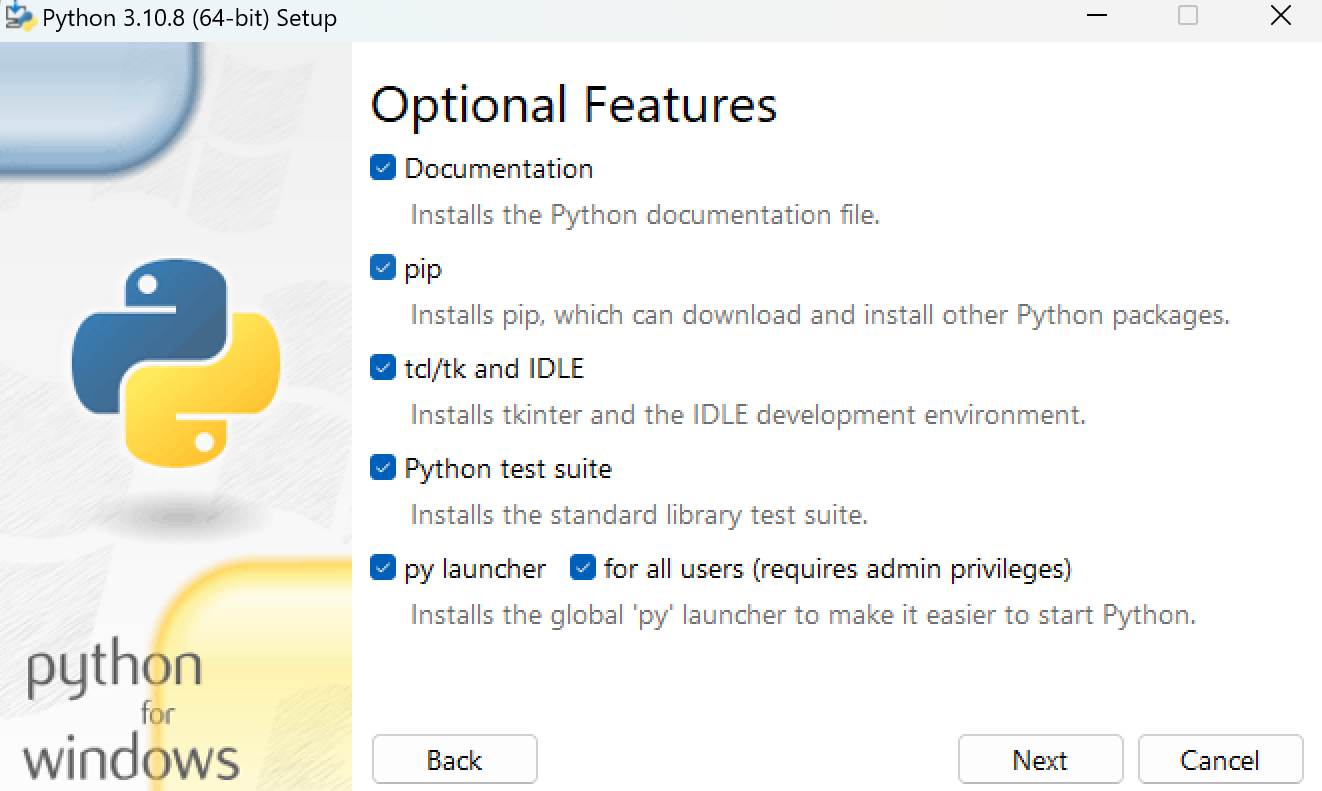 Python 3.10.8 (64-bit) Setup
Optional Features
Documentation
Installs the Python documentation file.
pip
Installs pip, which can download and install other Python packages.
tcl/tk and IDLE
Installs tkinter and the IDLE development environment.
Python test suite
Installs the standard library test suite.
py launcher for all users (requires admin privileges)
Installs the global 'py' launcher to make it easier to start Python.
python
for
windows
Back Next Cancel